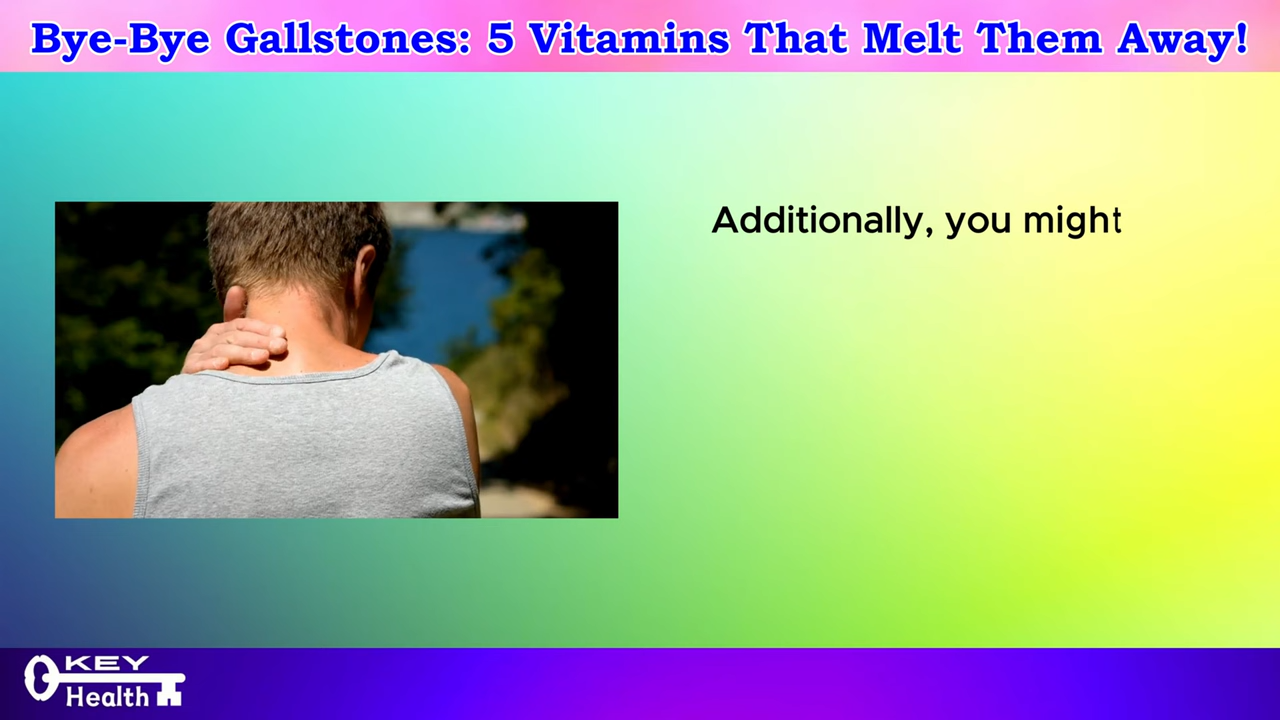 Bye-Bye Gallstones: 5 Vitamins That Melt Them Away!
Additionally, you might
KEY
Health